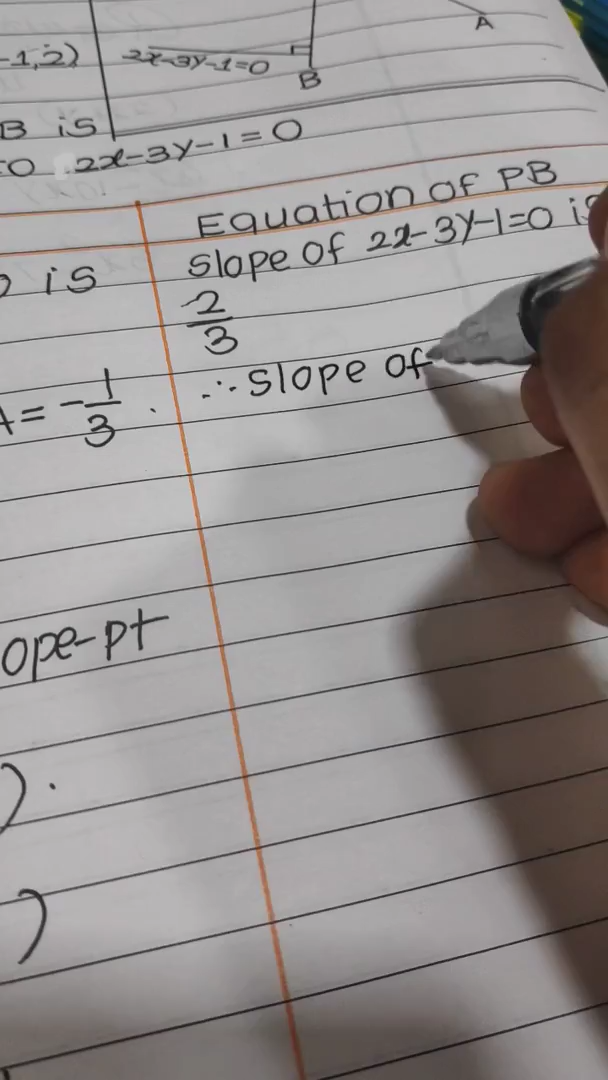 A
-1,2)
2x-3y-1=0
B
B is
=0 2x-3y-1=0
Equation of PB
is
slope of 2x-3y-1=0 is
2/3
A = -1/3 .
∴ slope of
ope-pt
).
)